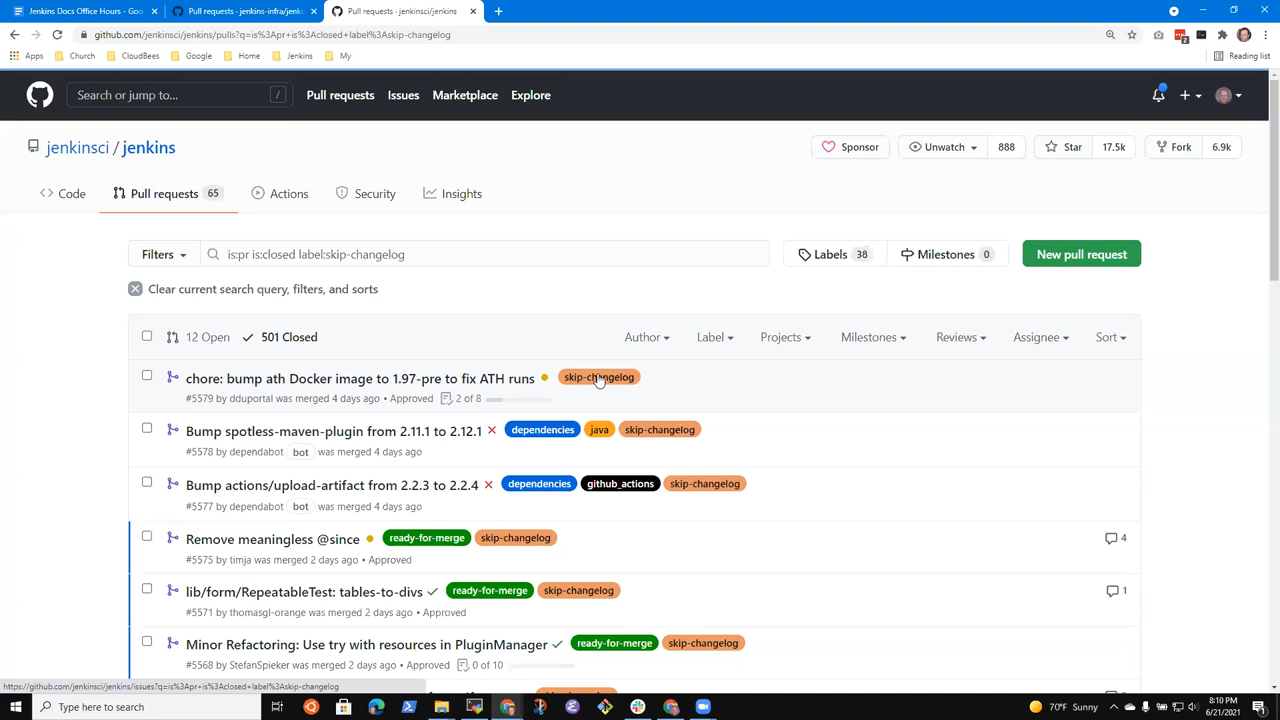 Jenkins Docs Office Hours - Goo
Pull requests · jenkins-infra/jenki
Pull requests · jenkinsci/jenkins
github.com/jenkinsci/jenkins/pulls?q=is%3Apr+is%3Aclosed+label%3Askip-changelog
2
Apps Church CloudBees Google Home Jenkins My Reading list
Search or jump to... / Pull requests Issues Marketplace Explore
jenkinsci / jenkins
Sponsor Unwatch 888 Star 17.5k Fork 6.9k
Code Pull requests 65 Actions Security Insights
Filters is:pr is:closed label:skip-changelog Labels 38 Milestones 0 New pull request
Clear current search query, filters, and sorts
12 Open 501 Closed Author Label Projects Milestones Reviews Assignee Sort
chore: bump ath Docker image to 1.97-pre to fix ATH runs skip-changelog
#5579 by dduportal was merged 4 days ago • Approved 2 of 8
Bump spotless-maven-plugin from 2.11.1 to 2.12.1 dependencies java skip-changelog
#5578 by dependabot bot was merged 4 days ago
Bump actions/upload-artifact from 2.2.3 to 2.2.4 dependencies github_actions skip-changelog
#5577 by dependabot bot was merged 4 days ago
Remove meaningless @since ready-for-merge skip-changelog 4
#5575 by timja was merged 2 days ago • Approved
lib/form/RepeatableTest: tables-to-divs ready-for-merge skip-changelog 1
#5571 by thomasgl-orange was merged 2 days ago • Approved
Minor Refactoring: Use try with resources in PluginManager ready-for-merge skip-changelog
#5568 by StefanSpieker was merged 2 days ago • Approved 0 of 10
https://github.com/jenkinsci/jenkins/issues?q=is%3Apr+is%3Aclosed+label%3Askip-changelog
Type here to search 70°F Sunny 8:10 PM
6/21/2021